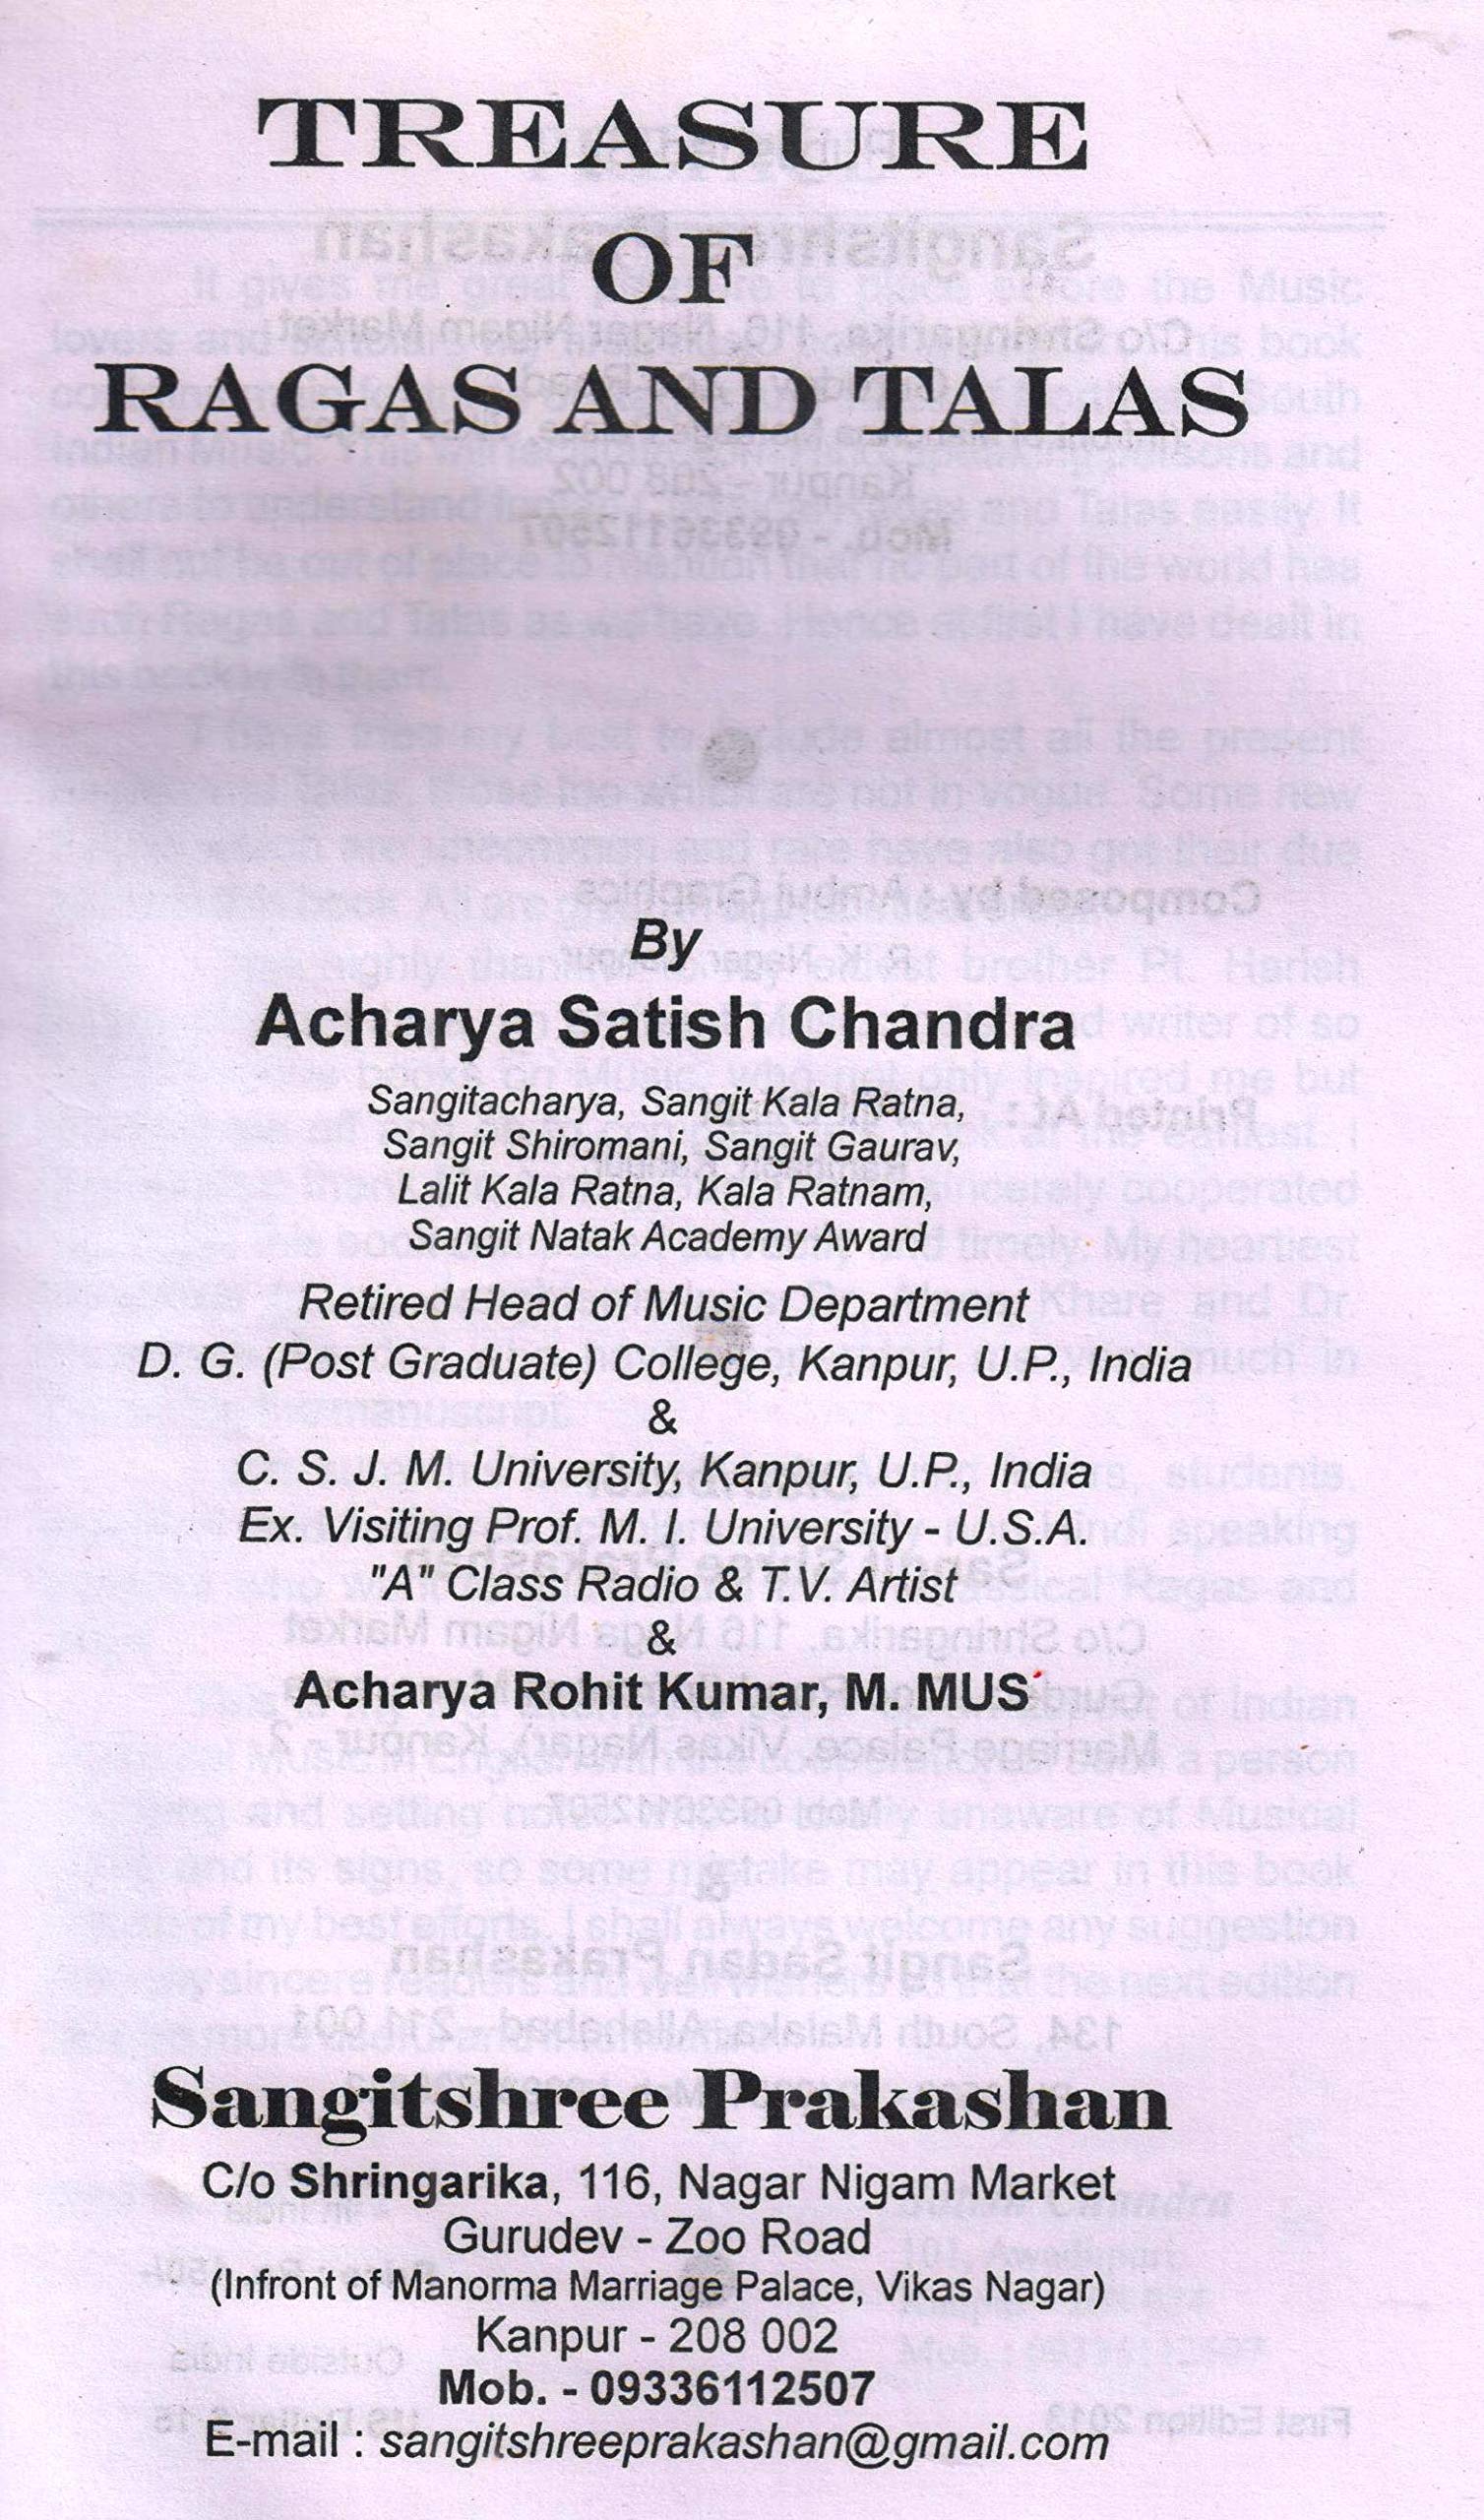 TREASURE
OF
RAGAS AND TALAS
By
Acharya Satish Chandra
Sangitacharya, Sangit Kala Ratna,
Sangit Shiromani, Sangit Gaurav,
Lalit Kala Ratna, Kala Ratnam,
Sangit Natak Academy Award
Retired Head of Music Department
D. G. (Post Graduate) College, Kanpur, U.P., India
&
C. S. J. M. University, Kanpur, U.P., India
Ex. Visiting Prof. M. I. University - U.S.A.
"A" Class Radio & T.V. Artist
&
Acharya Rohit Kumar, M. MUS
Sangitshree Prakashan
C/o Shringarika, 116, Nagar Nigam Market
Gurudev - Zoo Road
(Infront of Manorma Marriage Palace, Vikas Nagar)
Kanpur - 208 002
Mob. - 09336112507
E-mail : sangitshreeprakashan@gmail.com